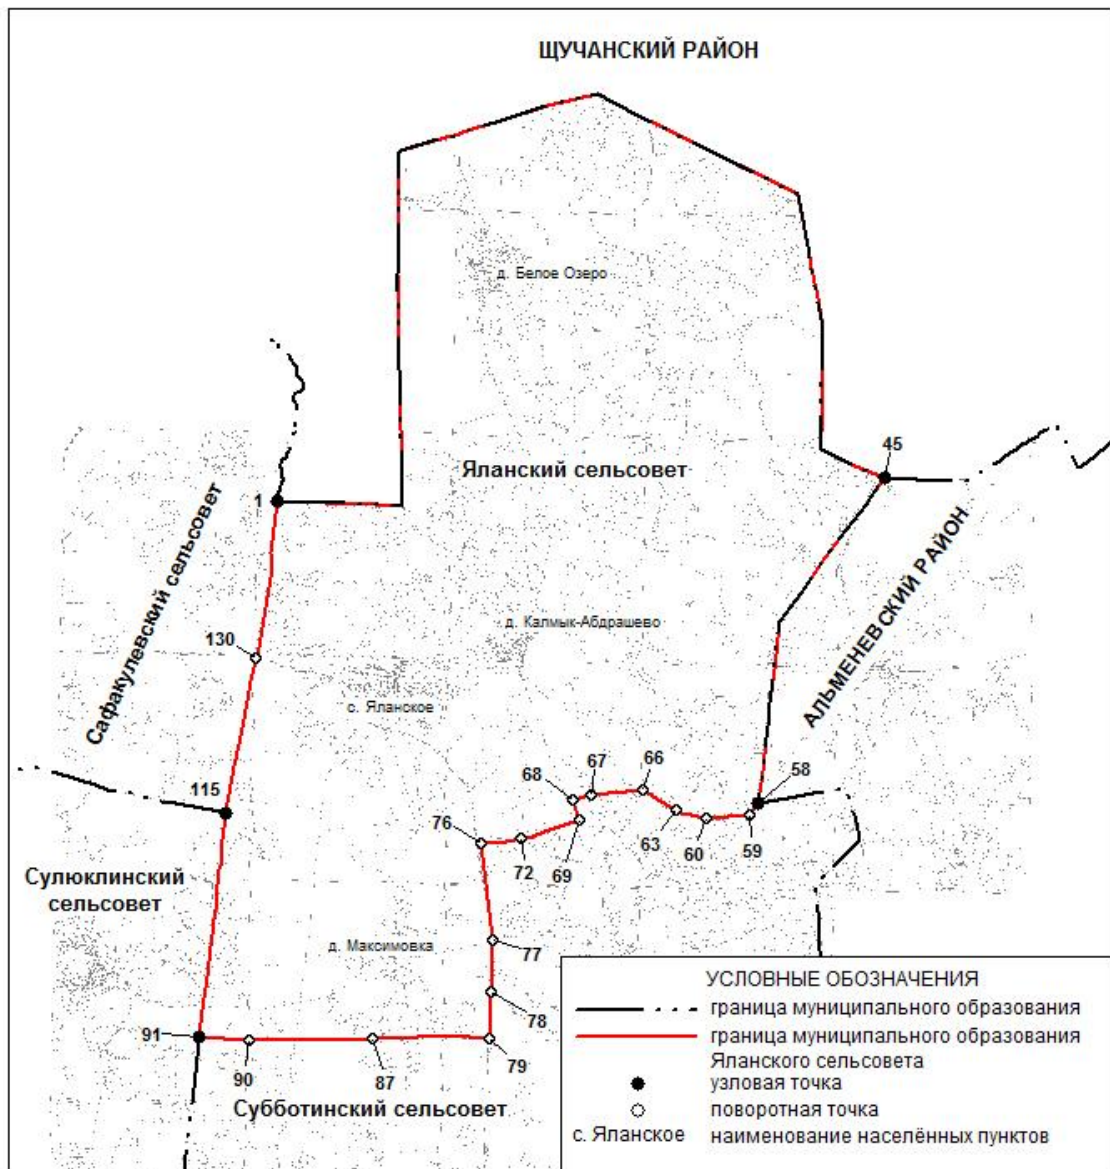 ЩУЧАНСКИЙ РАЙОН
д. Белое Озеро
45
Яланский сельсовет
1
Сафакулевский сельсовет
АЛЬМЕНЕВСКИЙ РАЙОН
д. Калмык-Абдрашево
130
с. Яланское
115
68
67
66
58
76
72
69
63
60
59
Сулюклинский
сельсовет
д. Максимовка
77
78
91
90
87
79
Субботинский сельсовет
УСЛОВНЫЕ ОБОЗНАЧЕНИЯ
граница муниципального образования
граница муниципального образования
Яланского сельсовета
узловая точка
поворотная точка
с. Яланское наименование населённых пунктов